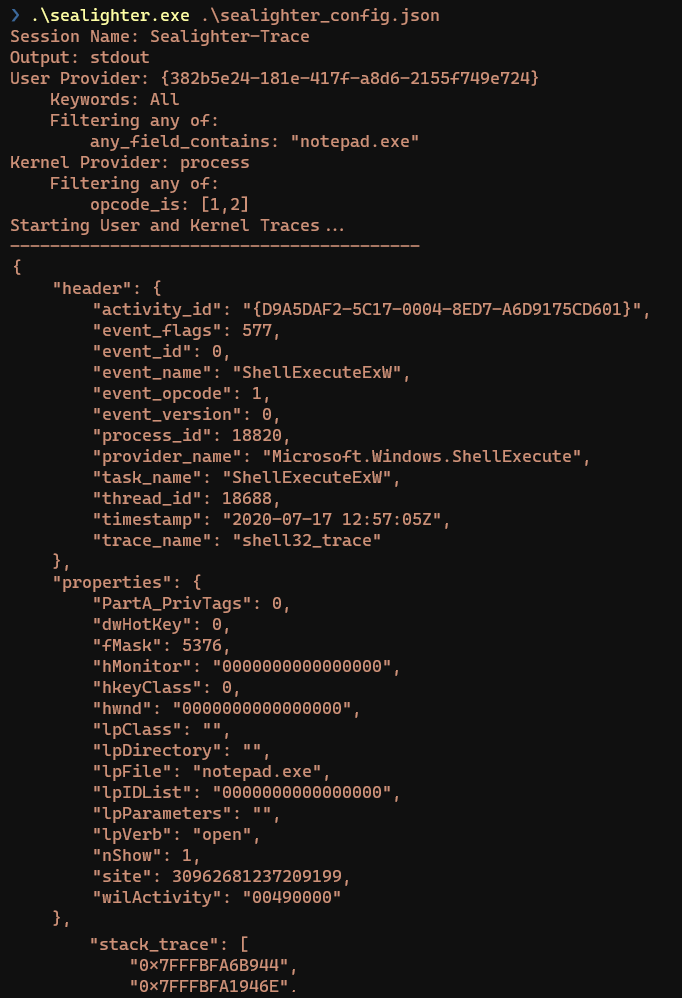 ❯ .\sealighter.exe .\sealighter_config.json
Session Name: Sealighter-Trace
Output: stdout
User Provider: {382b5e24-181e-417f-a8d6-2155f749e724}
    Keywords: All
    Filtering any of:
        any_field_contains: "notepad.exe"
Kernel Provider: process
    Filtering any of:
        opcode_is: [1,2]
Starting User and Kernel Traces...
-----------------------------------------
{
    "header": {
        "activity_id": "{D9A5DAF2-5C17-0004-8ED7-A6D9175CD601}",
        "event_flags": 577,
        "event_id": 0,
        "event_name": "ShellExecuteExW",
        "event_opcode": 1,
        "event_version": 0,
        "process_id": 18820,
        "provider_name": "Microsoft.Windows.ShellExecute",
        "task_name": "ShellExecuteExW",
        "thread_id": 18688,
        "timestamp": "2020-07-17 12:57:05Z",
        "trace_name": "shell32_trace"
    },
    "properties": {
        "PartA_PrivTags": 0,
        "dwHotKey": 0,
        "fMask": 5376,
        "hMonitor": "0000000000000000",
        "hkeyClass": 0,
        "hwnd": "0000000000000000",
        "lpClass": "",
        "lpDirectory": "",
        "lpFile": "notepad.exe",
        "lpIDList": "0000000000000000",
        "lpParameters": "",
        "lpVerb": "open",
        "nShow": 1,
        "site": 30962681237209199,
        "wilActivity": "00490000"
    },
        "stack_trace": [
            "0x7FFFBFA6B944",
            "0x7FFFBFA1946E",